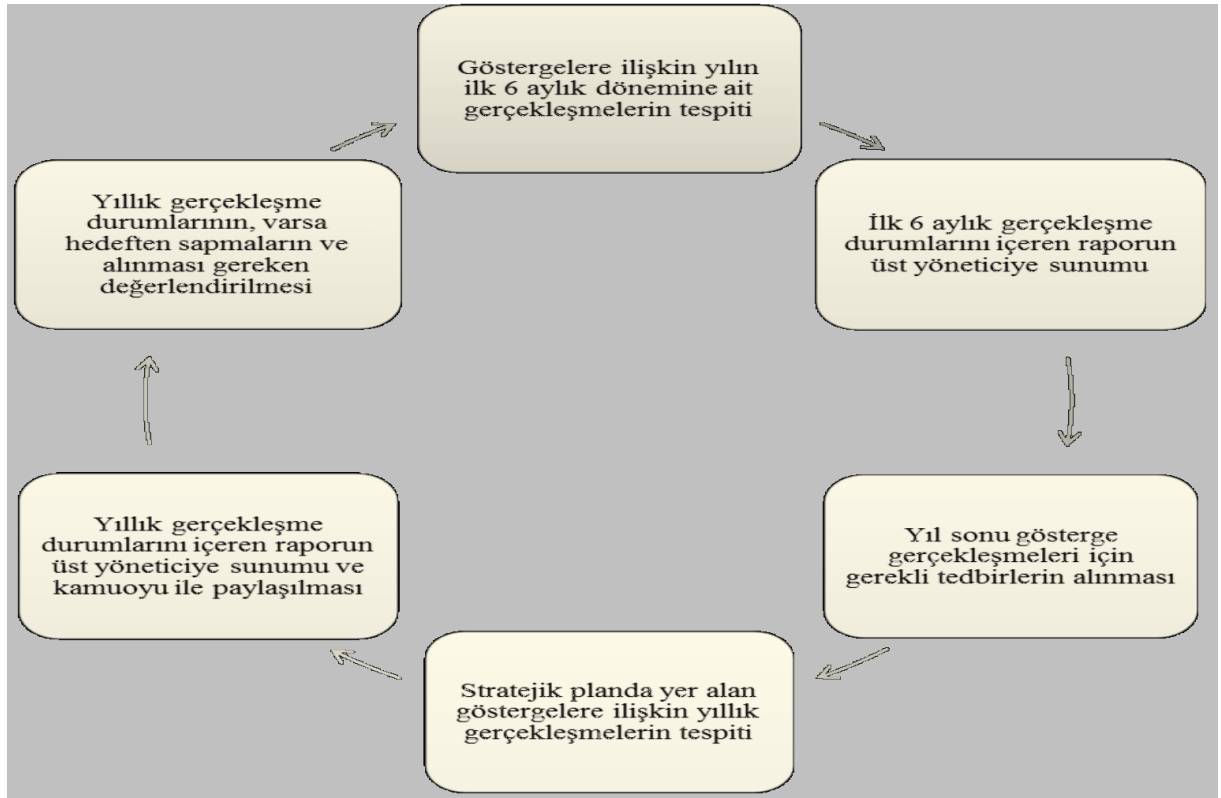 Göstergelere ilişkin yılın
ilk 6 aylık dönemine ait
gerçekleşmelerin tespiti
İlk 6 aylık gerçekleşme
durumlarını içeren raporun
üst yöneticiye sunumu
Yıl sonu gösterge
gerçekleşmeleri için
gerekli tedbirlerin alınması
Stratejik planda yer alan
göstergelere ilişkin yıllık
gerçekleşmelerin tespiti
Yıllık gerçekleşme
durumlarını içeren raporun
üst yöneticiye sunumu ve
kamuoyu ile paylaşılması
Yıllık gerçekleşme
durumlarının, varsa
hedeften sapmaların ve
alınması gereken
değerlendirilmesi